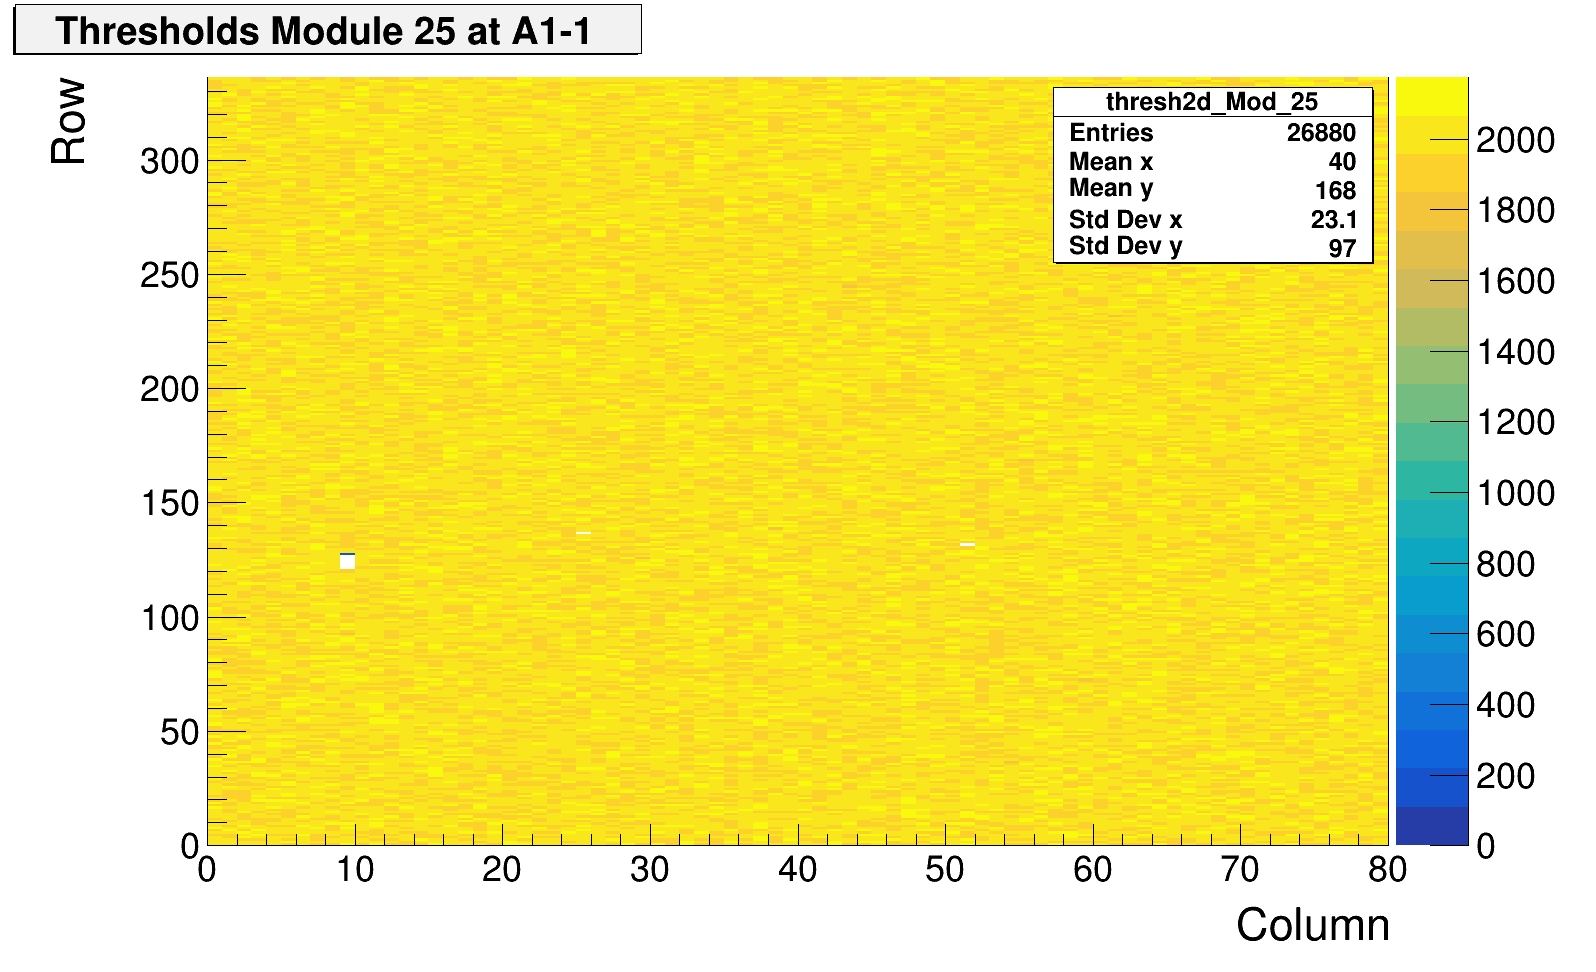 Thresholds Module 25 at A1-1
Row
thresh2d_Mod_25
Entries 26880
Mean x 40
Mean y 168
Std Dev x 23.1
Std Dev y 97
300
250
200
150
100
50
0
0 10 20 30 40 50 60 70 80
Column
2000
1800
1600
1400
1200
1000
800
600
400
200
0